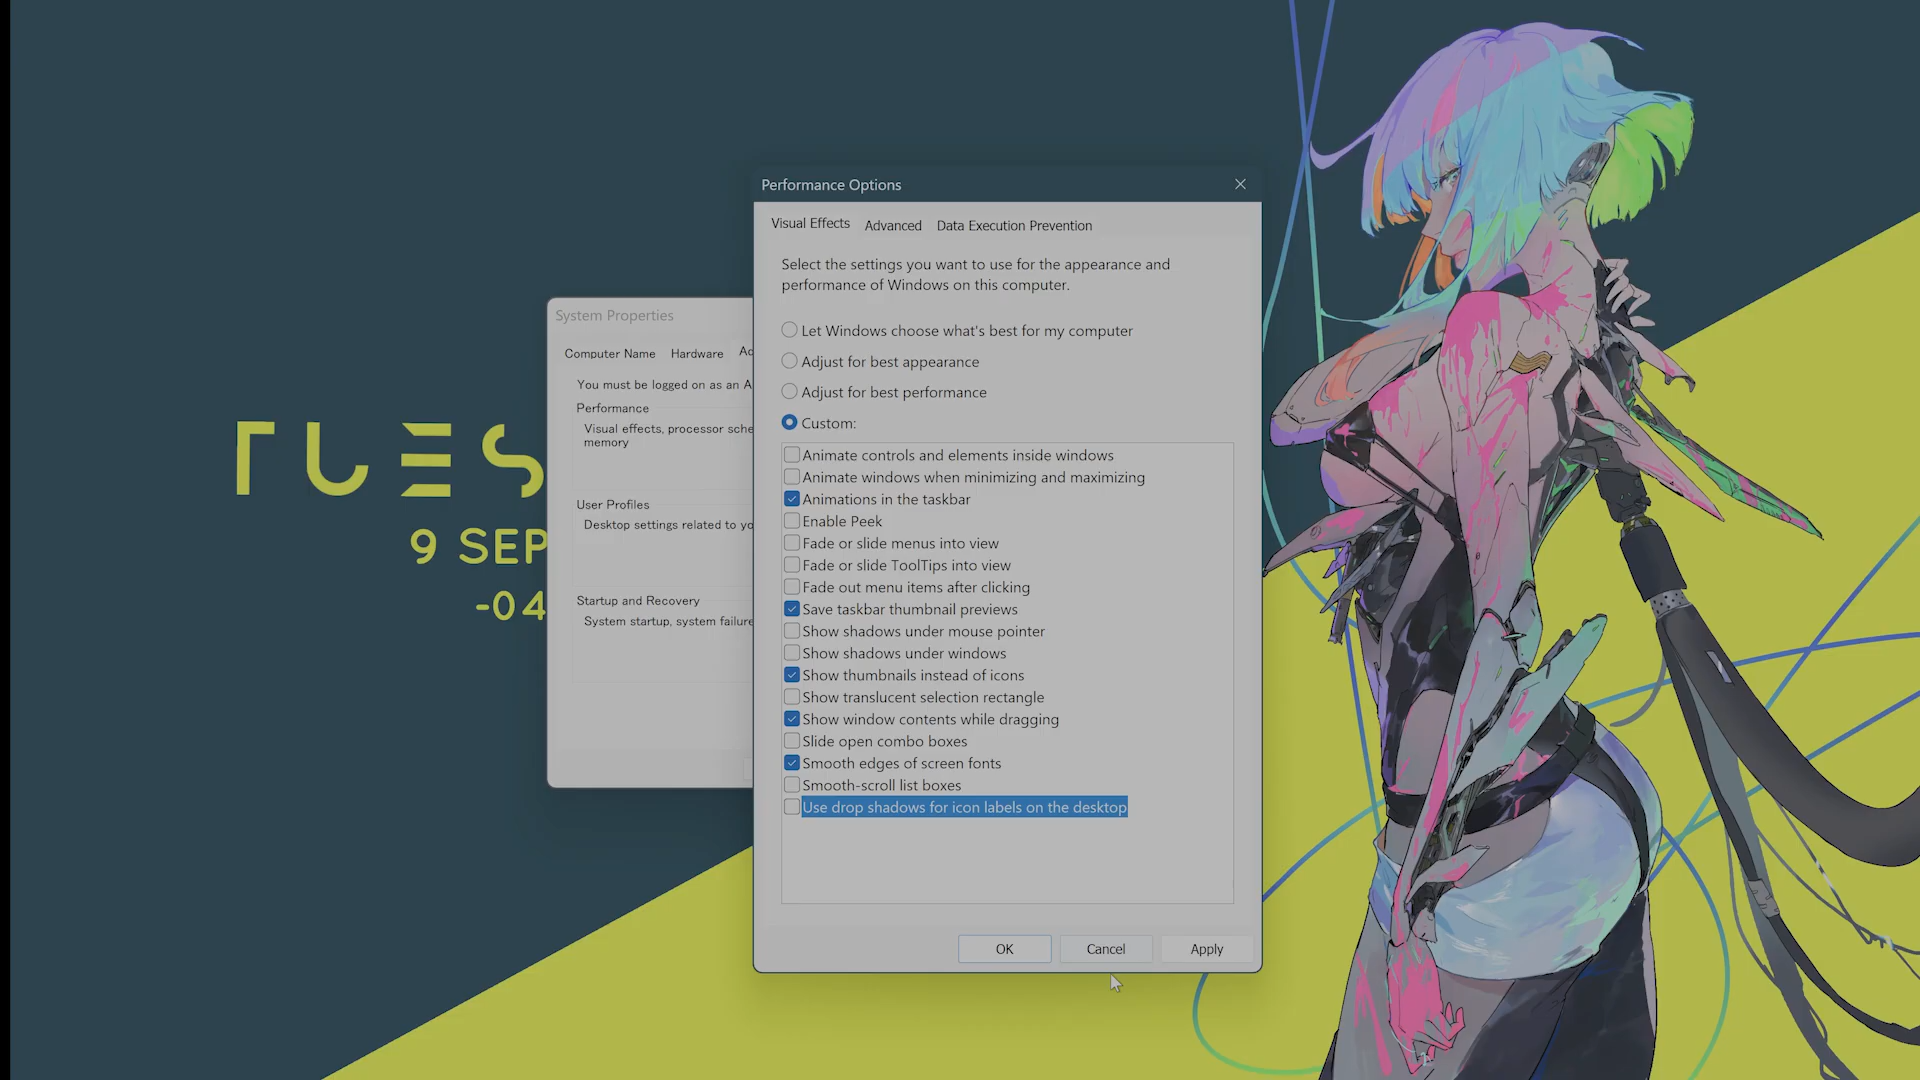 TUES
9 SEP
-04
System Properties
Computer Name Hardware
You must be logged on as an A
Performance
Visual effects, processor sche
memory
User Profiles
Desktop settings related to yo
Startup and Recovery
System startup, system failure
Performance Options
Visual Effects Advanced Data Execution Prevention
Select the settings you want to use for the appearance and
performance of Windows on this computer.
Let Windows choose what's best for my computer
Adjust for best appearance
Adjust for best performance
Custom:
Animate controls and elements inside windows
Animate windows when minimizing and maximizing
Animations in the taskbar
Enable Peek
Fade or slide menus into view
Fade or slide ToolTips into view
Fade out menu items after clicking
Save taskbar thumbnail previews
Show shadows under mouse pointer
Show shadows under windows
Show thumbnails instead of icons
Show translucent selection rectangle
Show window contents while dragging
Slide open combo boxes
Smooth edges of screen fonts
Smooth-scroll list boxes
Use drop shadows for icon labels on the desktop
OK Cancel Apply